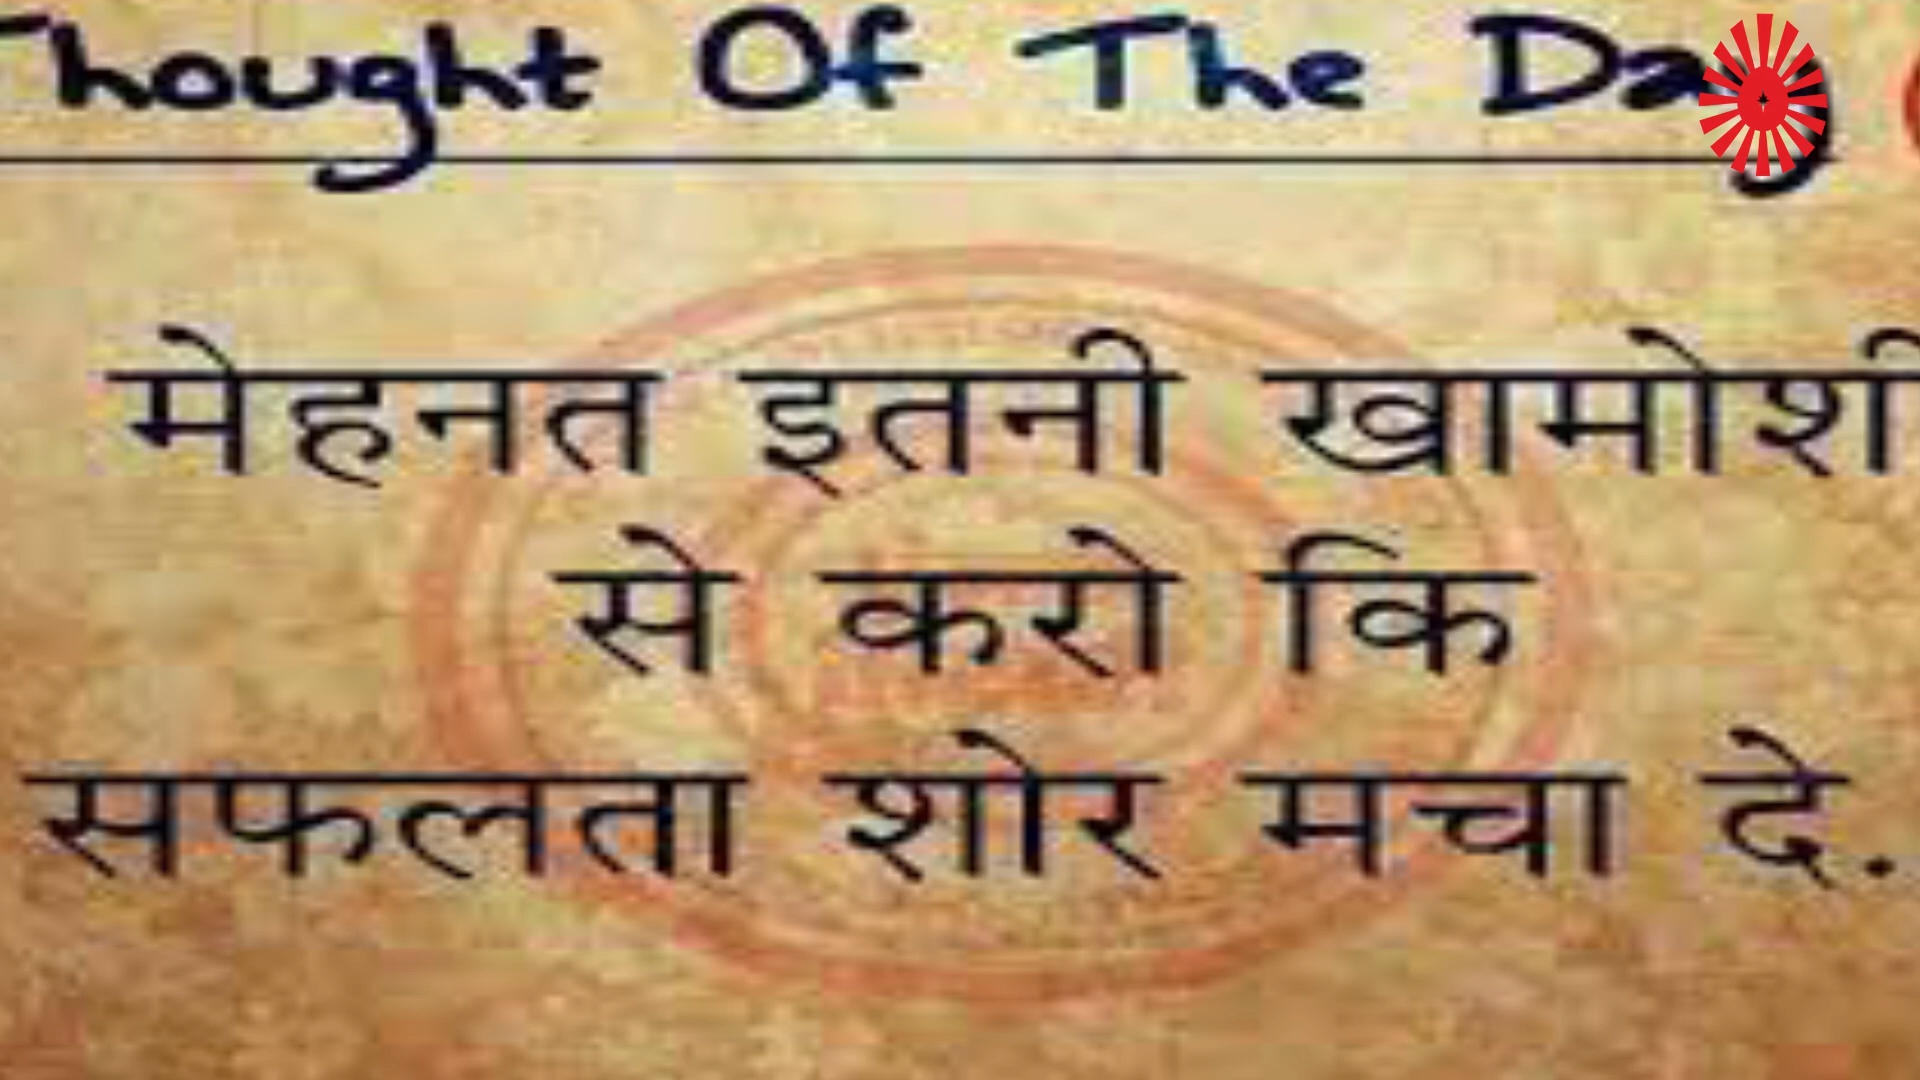 Thought Of The Day
मेहनत इतनी खामोशी
से करो कि
सफलता शोर मचा दे.